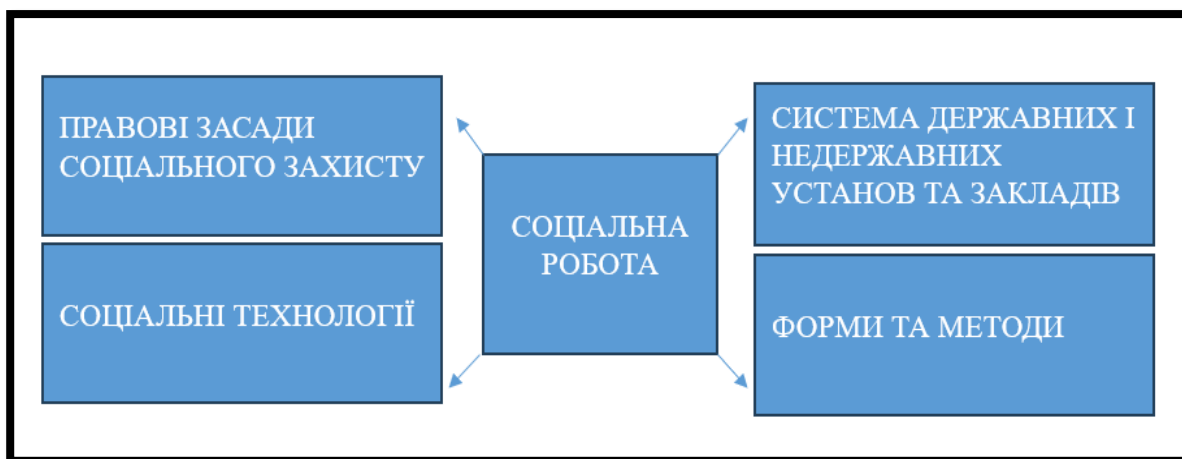 ПРАВОВІ ЗАСАДИ
СОЦІАЛЬНОГО ЗАХИСТУ
СОЦІАЛЬНІ ТЕХНОЛОГІЇ
СОЦІАЛЬНА
РОБОТА
СИСТЕМА ДЕРЖАВНИХ І
НЕДЕРЖАВНИХ
УСТАНОВ ТА ЗАКЛАДІВ
ФОРМИ ТА МЕТОДИ